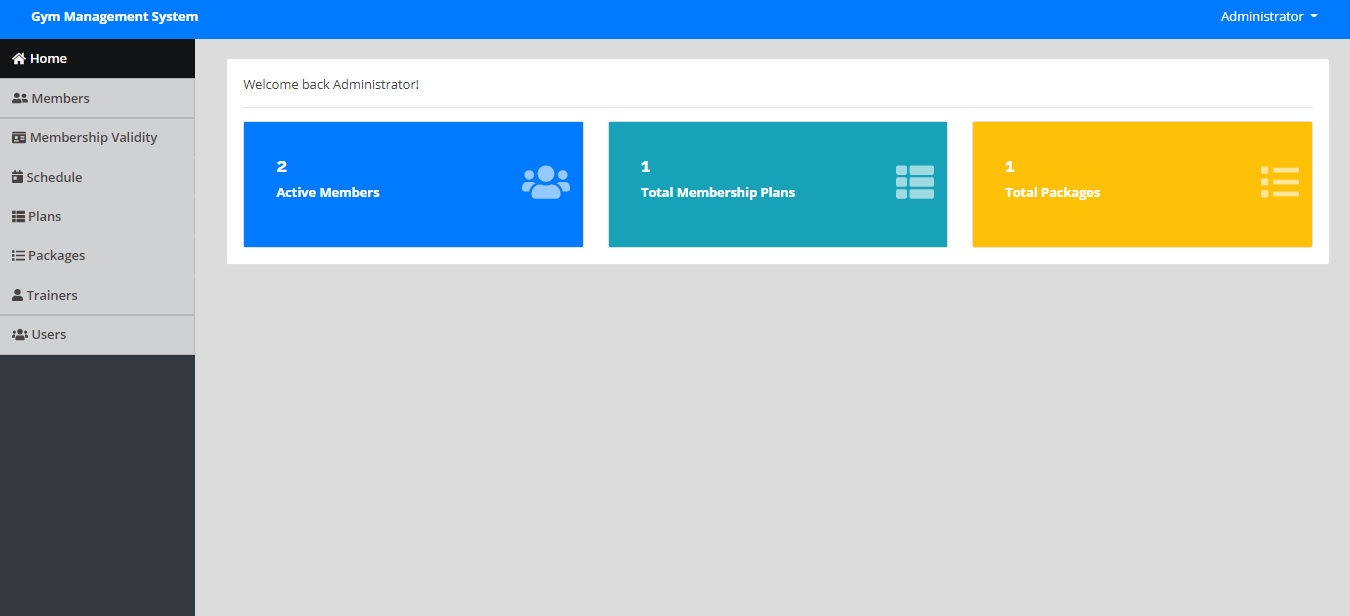 Gym Management System
Administrator
Home
Members
Membership Validity
Schedule
Plans
Packages
Trainers
Users
Welcome back Administrator!
2
Active Members
1
Total Membership Plans
1
Total Packages